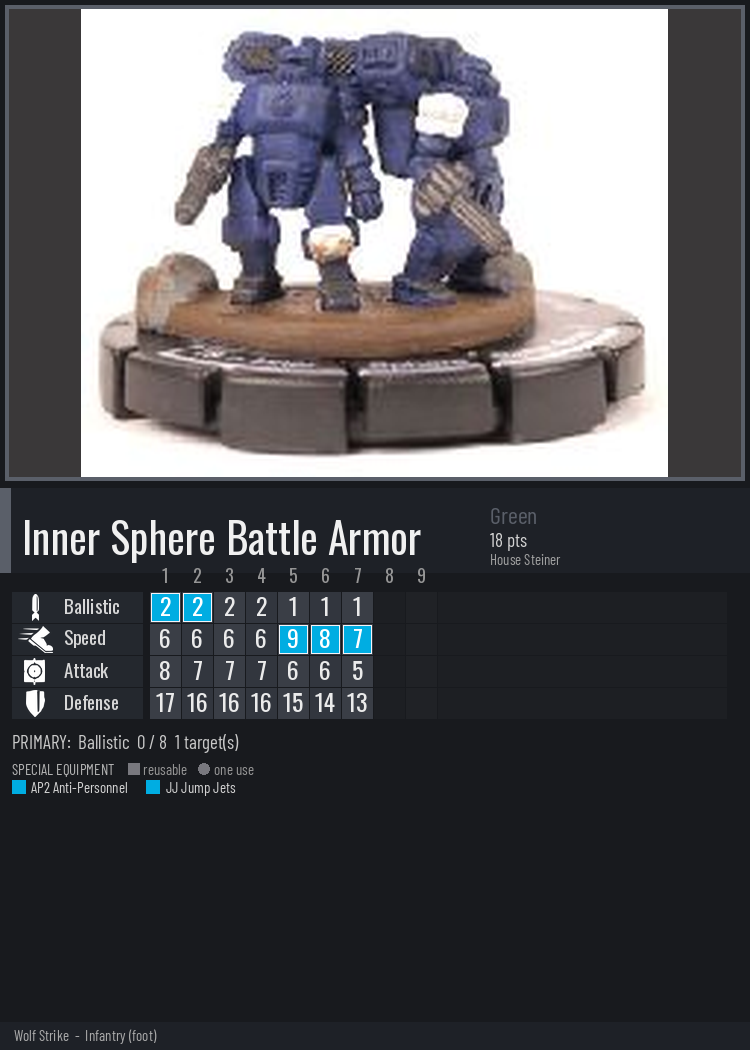 Inner Sphere Battle Armor
Green
18 pts
House Steiner
1 2 3 4 5 6 7 8 9
Ballistic 2 2 2 2 1 1 1
Speed 6 6 6 6 9 8 7
Attack 8 7 7 7 6 6 5
Defense 17 16 16 16 15 14 13
PRIMARY: Ballistic 0 / 8 1 target(s)
SPECIAL EQUIPMENT reusable one use
AP2 Anti-Personnel JJ Jump Jets
Wolf Strike - Infantry (foot)